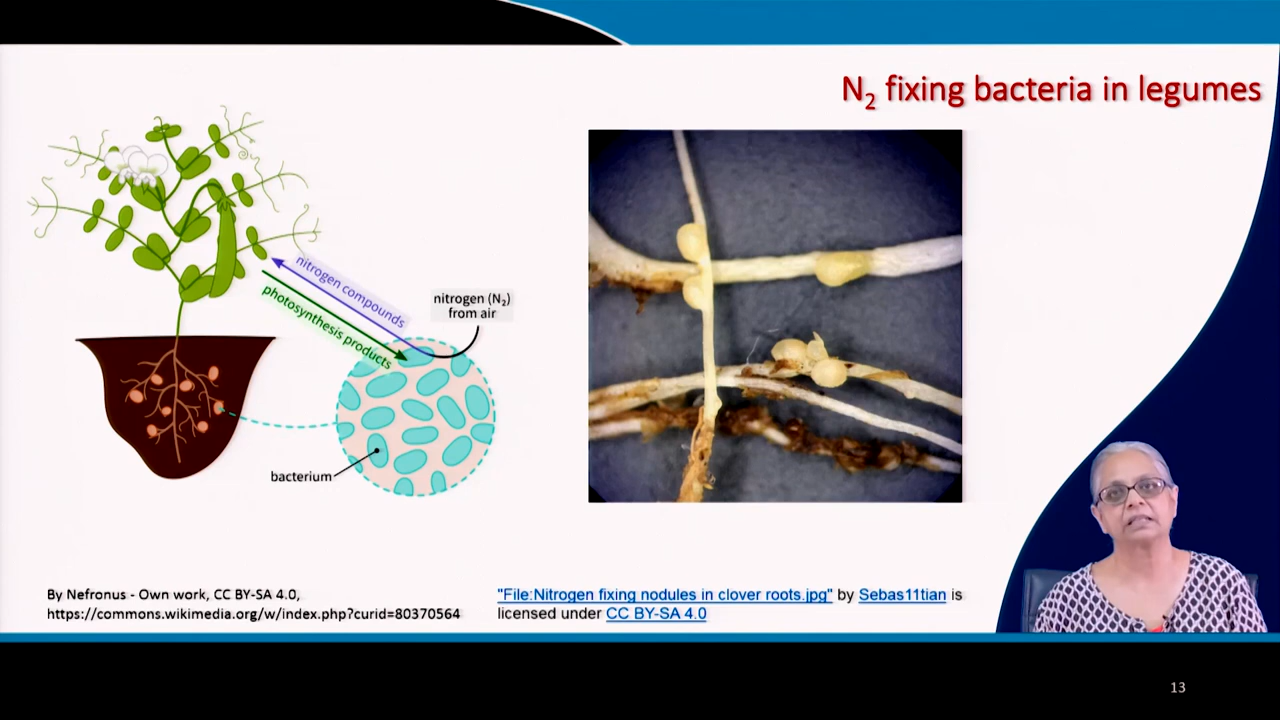 N₂ fixing bacteria in legumes
nitrogen compounds
photosynthesis products
nitrogen (N₂)
from air
bacterium
By Nefronus - Own work, CC BY-SA 4.0,
https://commons.wikimedia.org/w/index.php?curid=80370564
"File:Nitrogen fixing nodules in clover roots.jpg" by Sebas11tian is
licensed under CC BY-SA 4.0
13